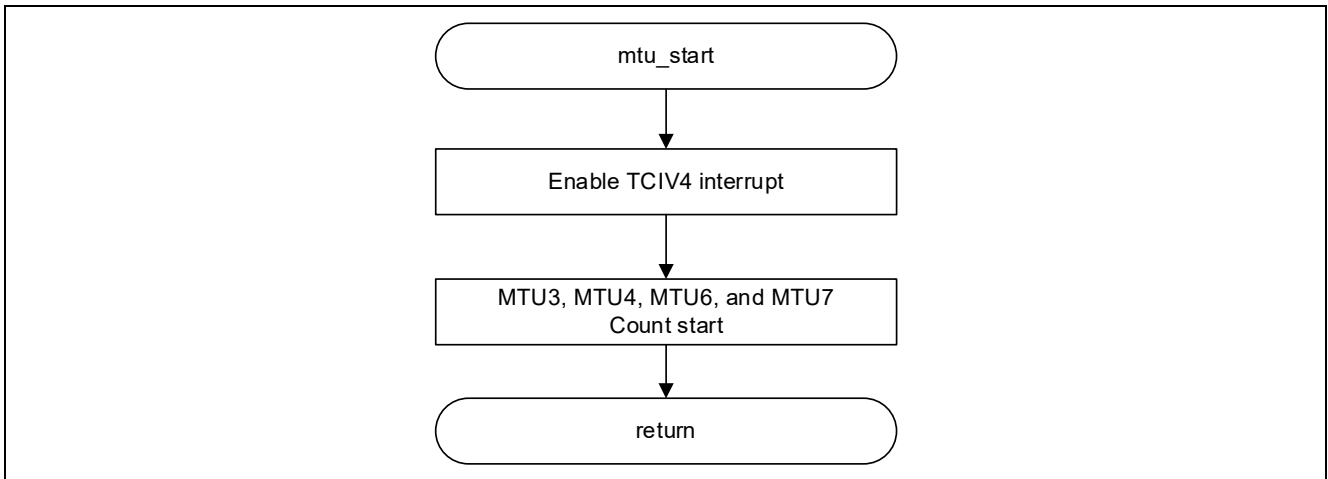 mtu_start
Enable TCIV4 interrupt
MTU3, MTU4, MTU6, and MTU7
Count start
return